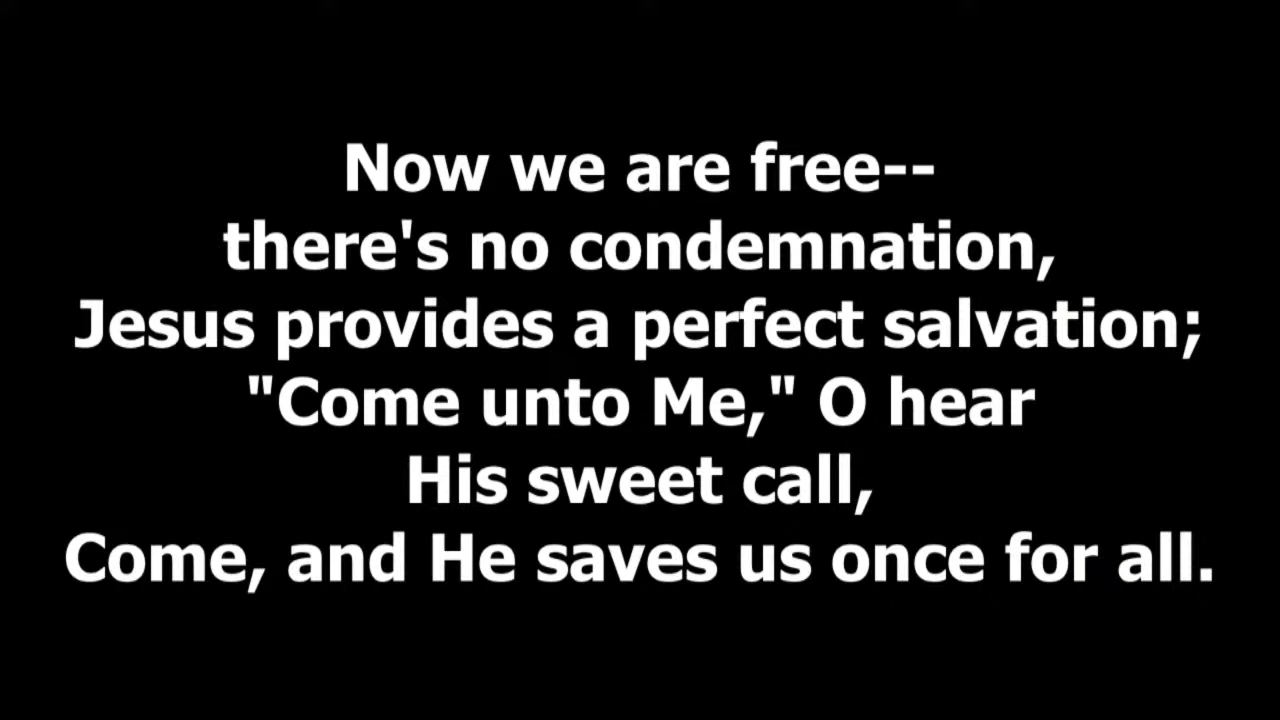 Now we are free--
there's no condemnation,
Jesus provides a perfect salvation;
"Come unto Me," O hear
His sweet call,
Come, and He saves us once for all.